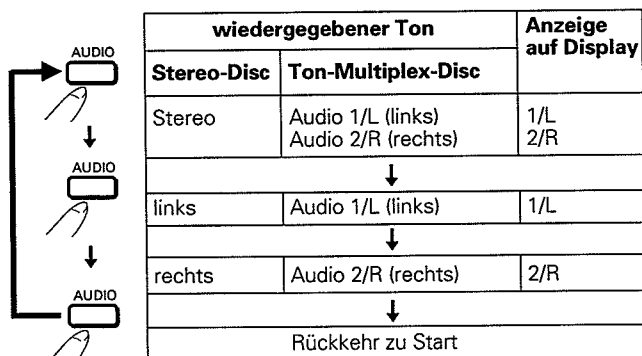 AUDIO
AUDIO
AUDIO
wiedergegebener Ton
Anzeige
auf Display
Stereo-Disc
Ton-Multiplex-Disc
Stereo
Audio 1/L (links)
1/L
Audio 2/R (rechts)
2/R
links
Audio 1/L (links)
1/L
rechts
Audio 2/R (rechts)
2/R
Rückkehr zu Start